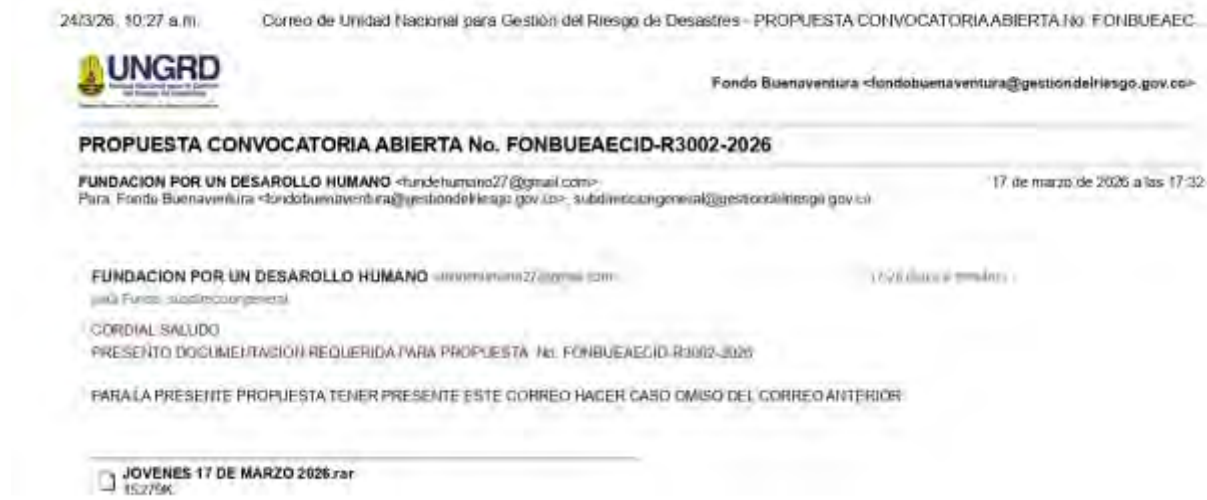 24/3/26, 10:27 a.m. Correo de Unidad Nacional para Gestión del Riesgo de Desastres - PROPUESTA CONVOCATORIA ABIERTA No. FONBUEAEC...
UNGRD
Fondo Buenaventura <fondobuenaventura@gestiondelriesgo.gov.co>
PROPUESTA CONVOCATORIA ABIERTA No. FONBUEAECID-R3002-2026
FUNDACION POR UN DESAROLLO HUMANO <fundehumano27@gmail.com> 17 de marzo de 2026 a las 17:32
Para: Fondo Buenaventura <fondobuenaventura@gestiondelriesgo.gov.co>, subdirecciongeneral@gestiondelriesgo.gov.co
FUNDACION POR UN DESAROLLO HUMANO
para Fondo, subdirecciongeneral
CORDIAL SALUDO
PRESENTO DOCUMENTACION REQUERIDA PARA PROPUESTA No. FONBUEAECID-R3002-2026
PARA LA PRESENTE PROPUESTA TENER PRESENTE ESTE CORREO HACER CASO OMISO DEL CORREO ANTERIOR
JOVENES 17 DE MARZO 2026.rar
15279K